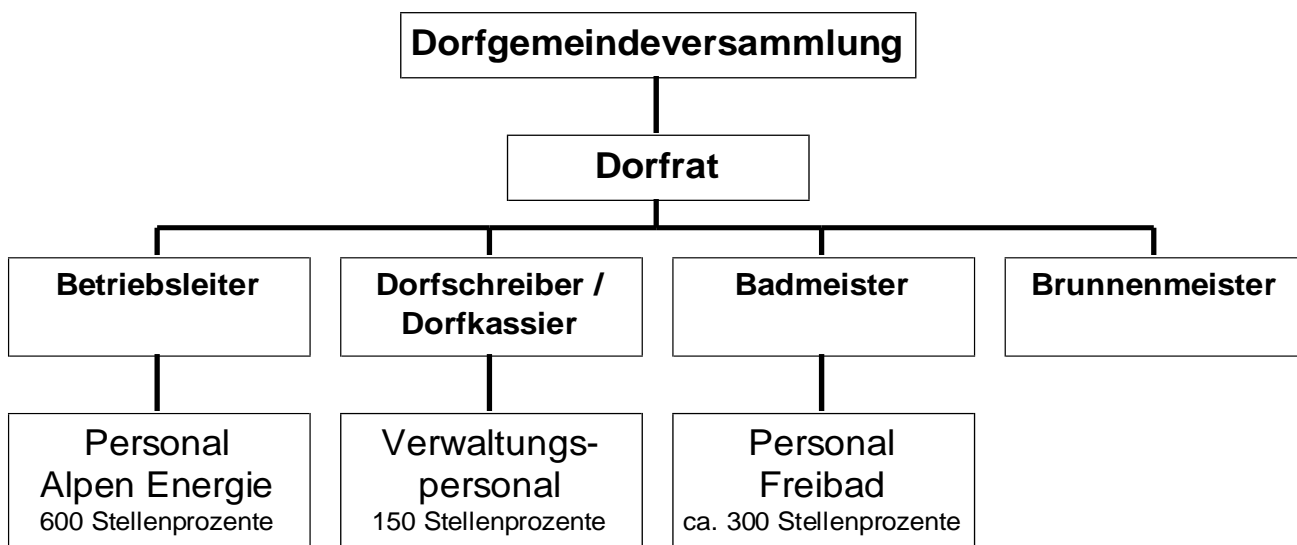 Dorfgemeindeversammlung
Dorfrat
Betriebsleiter
Dorfschreiber /
Dorfkassier
Badmeister
Brunnenmeister
Personal
Alpen Energie
600 Stellenprozente
Verwaltungs-
personal
150 Stellenprozente
Personal
Freibad
ca. 300 Stellenprozente